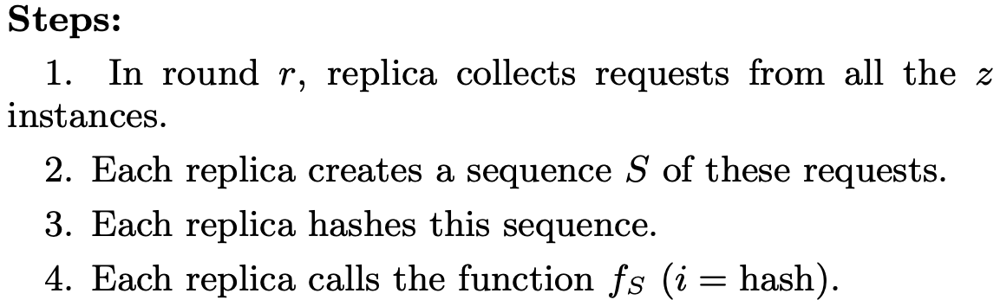 Steps:
1. In round r, replica collects requests from all the z
instances.
2. Each replica creates a sequence S of these requests.
3. Each replica hashes this sequence.
4. Each replica calls the function f_S (i = hash).